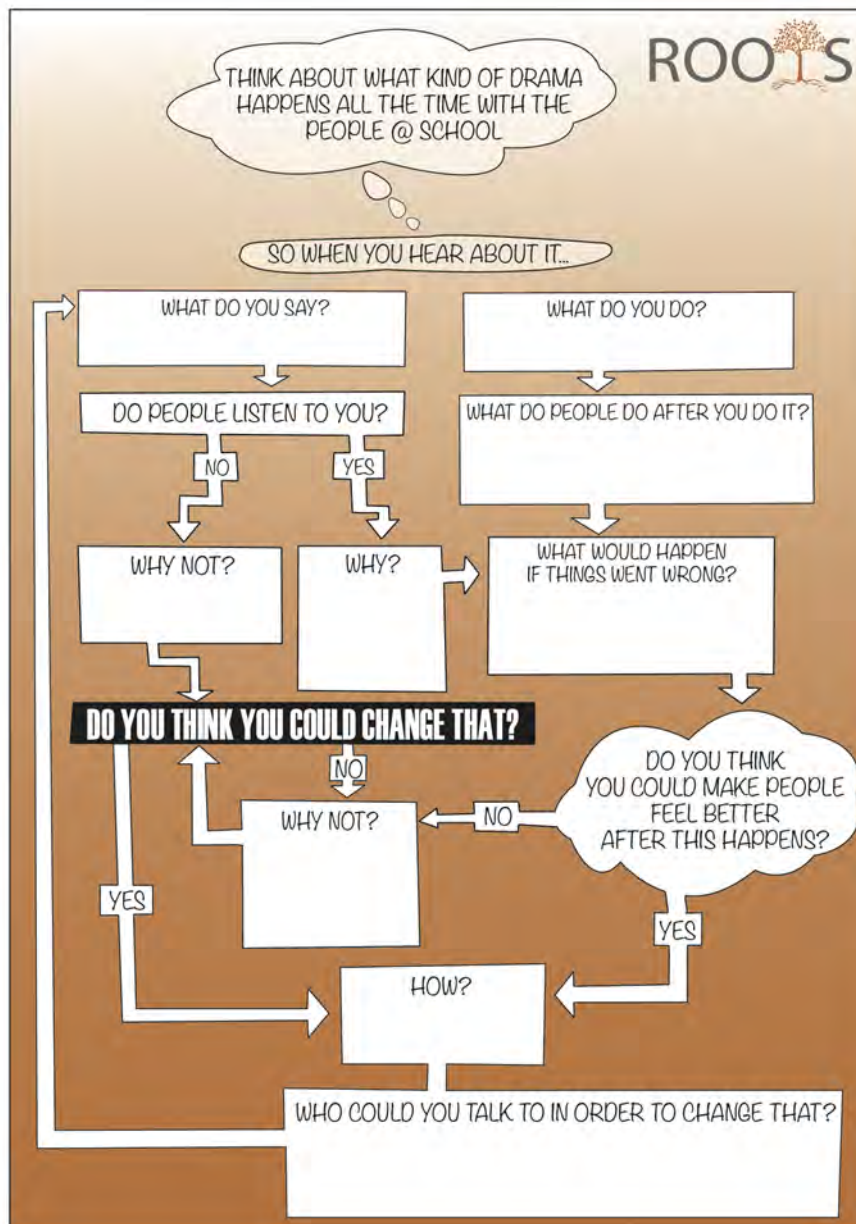 ROOTS
THINK ABOUT WHAT KIND OF DRAMA
HAPPENS ALL THE TIME WITH THE
PEOPLE @ SCHOOL
SO WHEN YOU HEAR ABOUT IT...
WHAT DO YOU SAY?
WHAT DO YOU DO?
DO PEOPLE LISTEN TO YOU?
WHAT DO PEOPLE DO AFTER YOU DO IT?
NO
YES
WHY NOT?
WHY?
WHAT WOULD HAPPEN
IF THINGS WENT WRONG?
DO YOU THINK YOU COULD CHANGE THAT?
NO
WHY NOT?
DO YOU THINK
YOU COULD MAKE PEOPLE
FEEL BETTER
AFTER THIS HAPPENS?
NO
YES
YES
HOW?
WHO COULD YOU TALK TO IN ORDER TO CHANGE THAT?